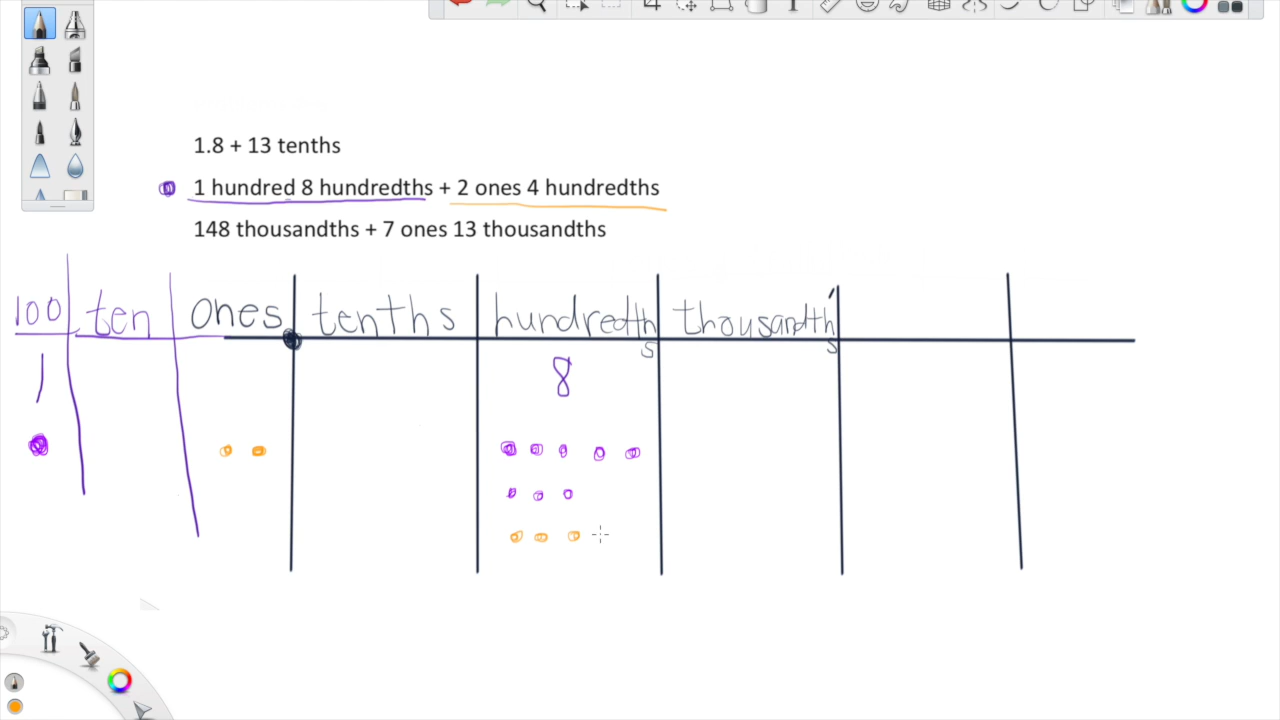 1.8 + 13 tenths
1 hundred 8 hundredths + 2 ones 4 hundredths
148 thousandths + 7 ones 13 thousandths
100 ten ones tenths hundredths thousandths
1 8